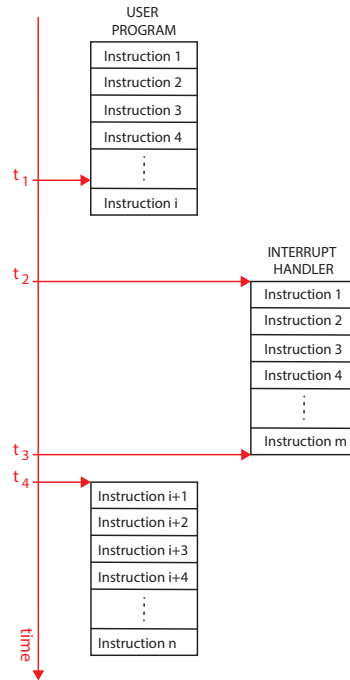 USER
PROGRAM
Instruction 1
Instruction 2
Instruction 3
Instruction 4
t1
Instruction i
INTERRUPT
HANDLER
t2
Instruction 1
Instruction 2
Instruction 3
Instruction 4
Instruction m
t3
t4
Instruction i+1
Instruction i+2
Instruction i+3
Instruction i+4
Instruction n
time